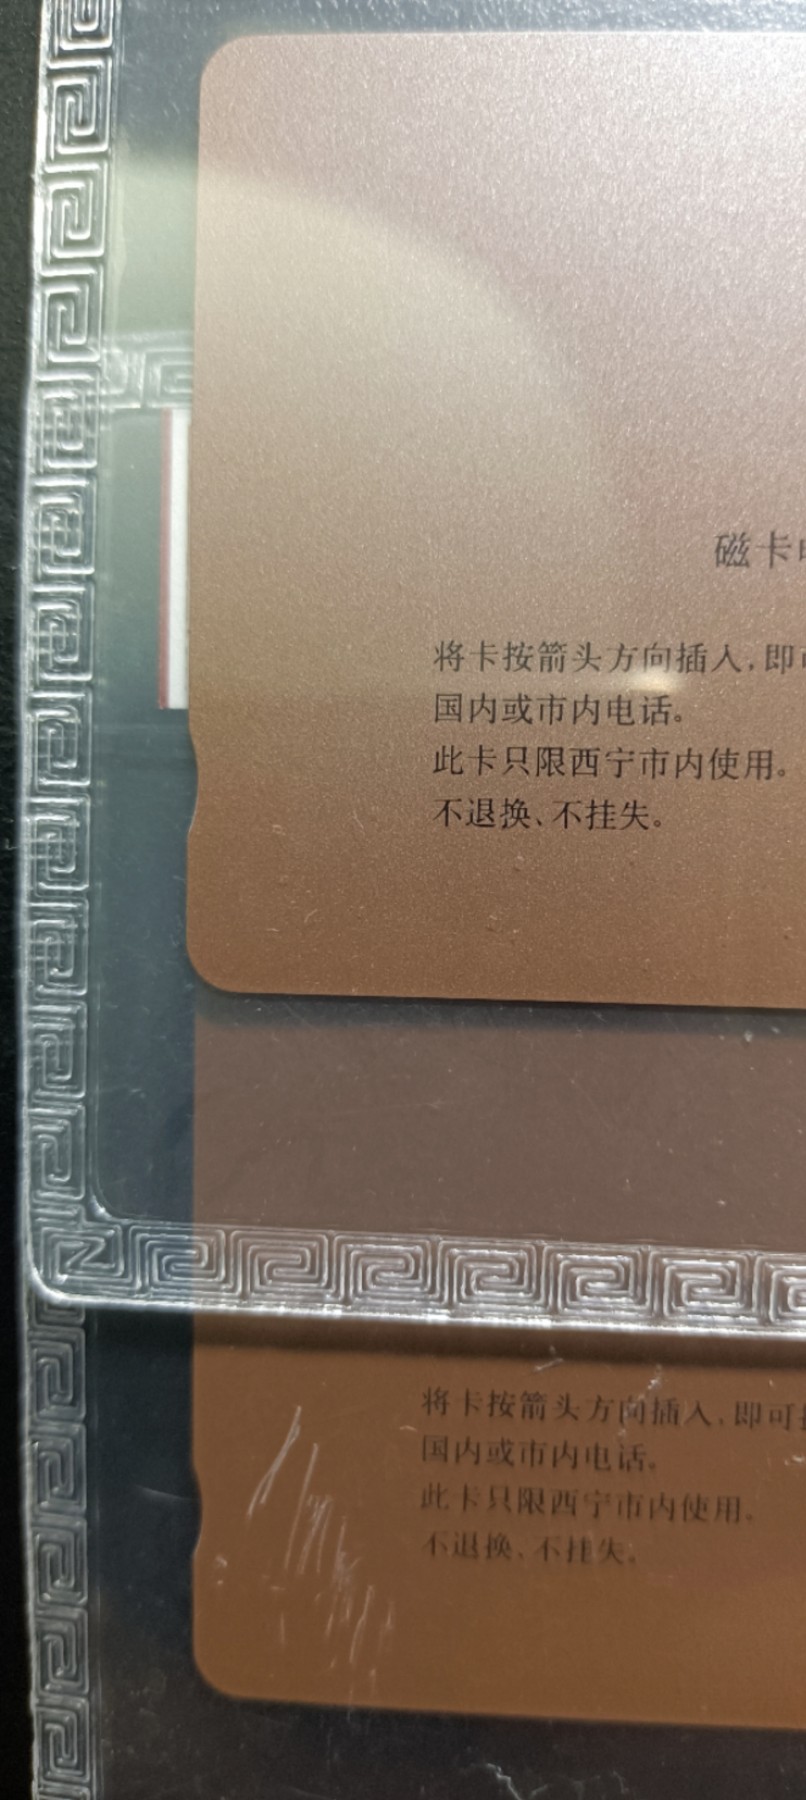 磁卡
将卡按箭头方向插入,即可
国内或市内电话。
此卡只限西宁市内使用。
不退换、不挂失。
将卡按箭头方向插入,即可
国内或市内电话。
此卡只限西宁市内使用。
不退换、不挂失。